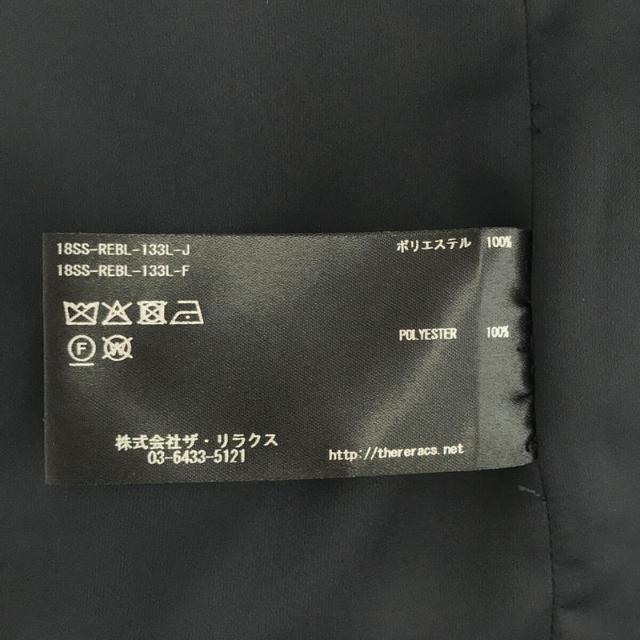 18SS-REBL-133L-J
18SS-REBL-133L-F
ポリエステル 100%
POLYESTER 100%
F W
株式会社ザ・リラクス
03-6433-5121
http://thereracs.net